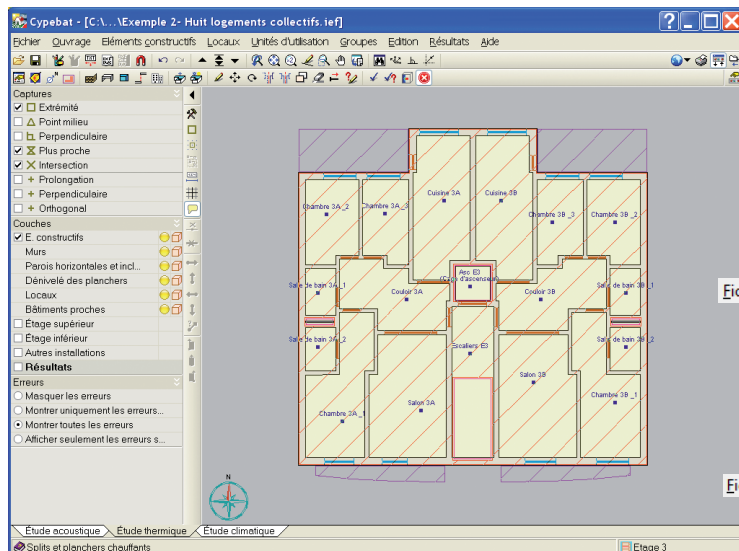 Cypebat - [C:\...\Exemple 2- Huit logements collectifs.ief]
Fichier Ouvrage Eléments constructifs Locaux Unités d'utilisation Groupes Edition Résultats Aide
Captures
Extrémité
Point milieu
Perpendiculaire
Plus proche
Intersection
Prolongation
Perpendiculaire
Orthogonal
Couches
E. constructifs
Murs
Parois horizontales et incl...
Dénivelé des planchers
Locaux
Bâtiments proches
Étage supérieur
Étage inférieur
Autres installations
Résultats
Erreurs
Masquer les erreurs
Montrer uniquement les erreurs...
Montrer toutes les erreurs
Afficher seulement les erreurs s...
Cuisine 3A
Cuisine 3B
Chambre 3A _2
Chambre 3A _3
Chambre 3B _3
Chambre 3B _2
Asc E3
(Cage d'ascenseur)
Salle de bain 3A _1
Couloir 3A
Couloir 3B
Salle de bain 3B _1
Salle de bain 3A _2
Escaliers E3
Salle de bain 3B _2
Salon 3A
Salon 3B
Chambre 3A _1
Chambre 3B _1
N
Fic
Fi
Étude acoustique Étude thermique Étude climatique
Splits et planchers chauffants
Etage 3